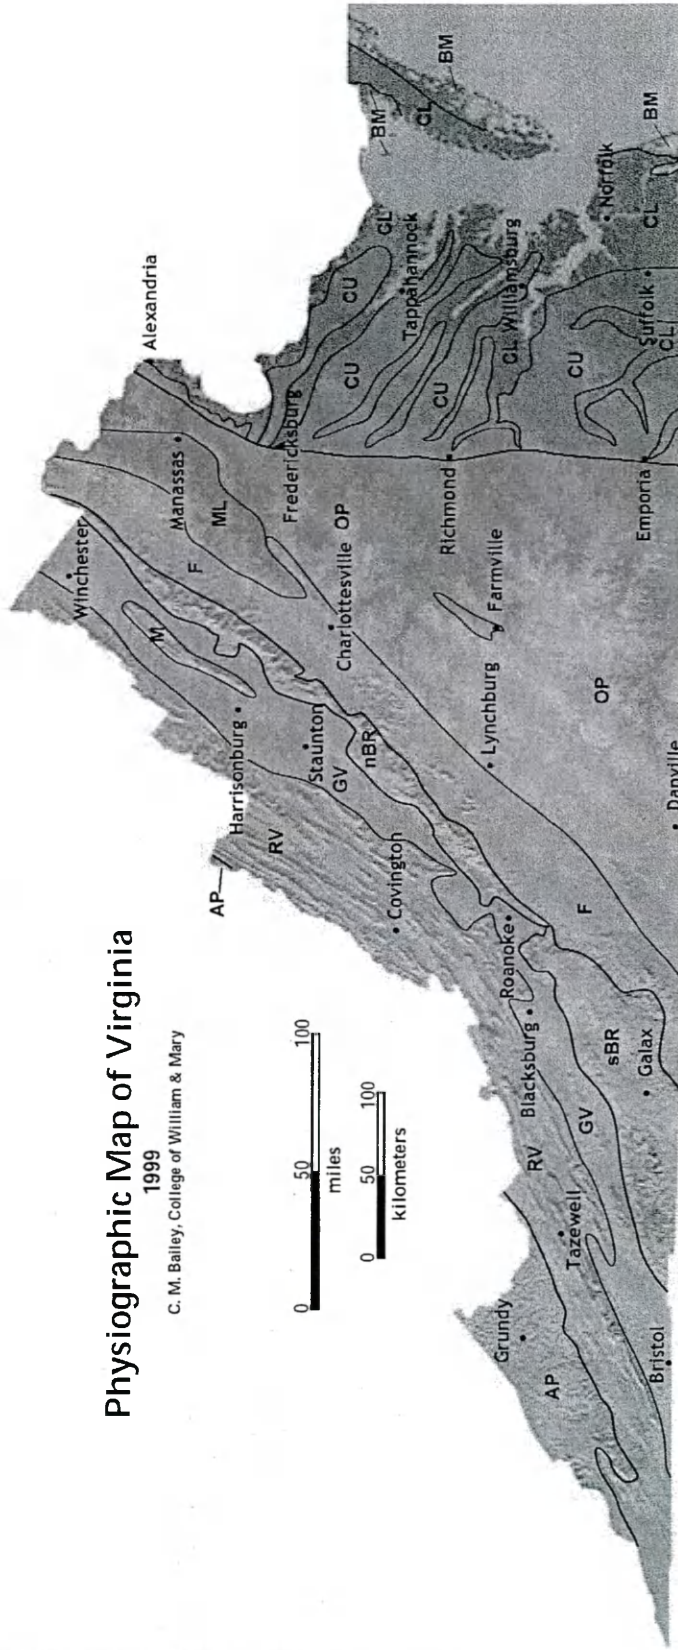 Physiographic Map of Virginia
1999
C. M. Bailey, College of William & Mary
0 50 100
miles
0 50 100
kilometers
Alexandria
Winchester
Manassas
ML
F
M
Fredericksburg
CU
CL
BM
CL
BM
Tappahannock
CU
Harrisonburg
AP
RV
Staunton
GV
nBR
Charlottesville
OP
Covington
Richmond
CU
CL
Williamsburg
Norfolk
BM
CL
Suffolk
CL
CU
Emporia
Farmville
Lynchburg
OP
Danville
Roanoke
F
Blacksburg
RV
GV
sBR
Galax
Tazewell
Grundy
AP
Bristol